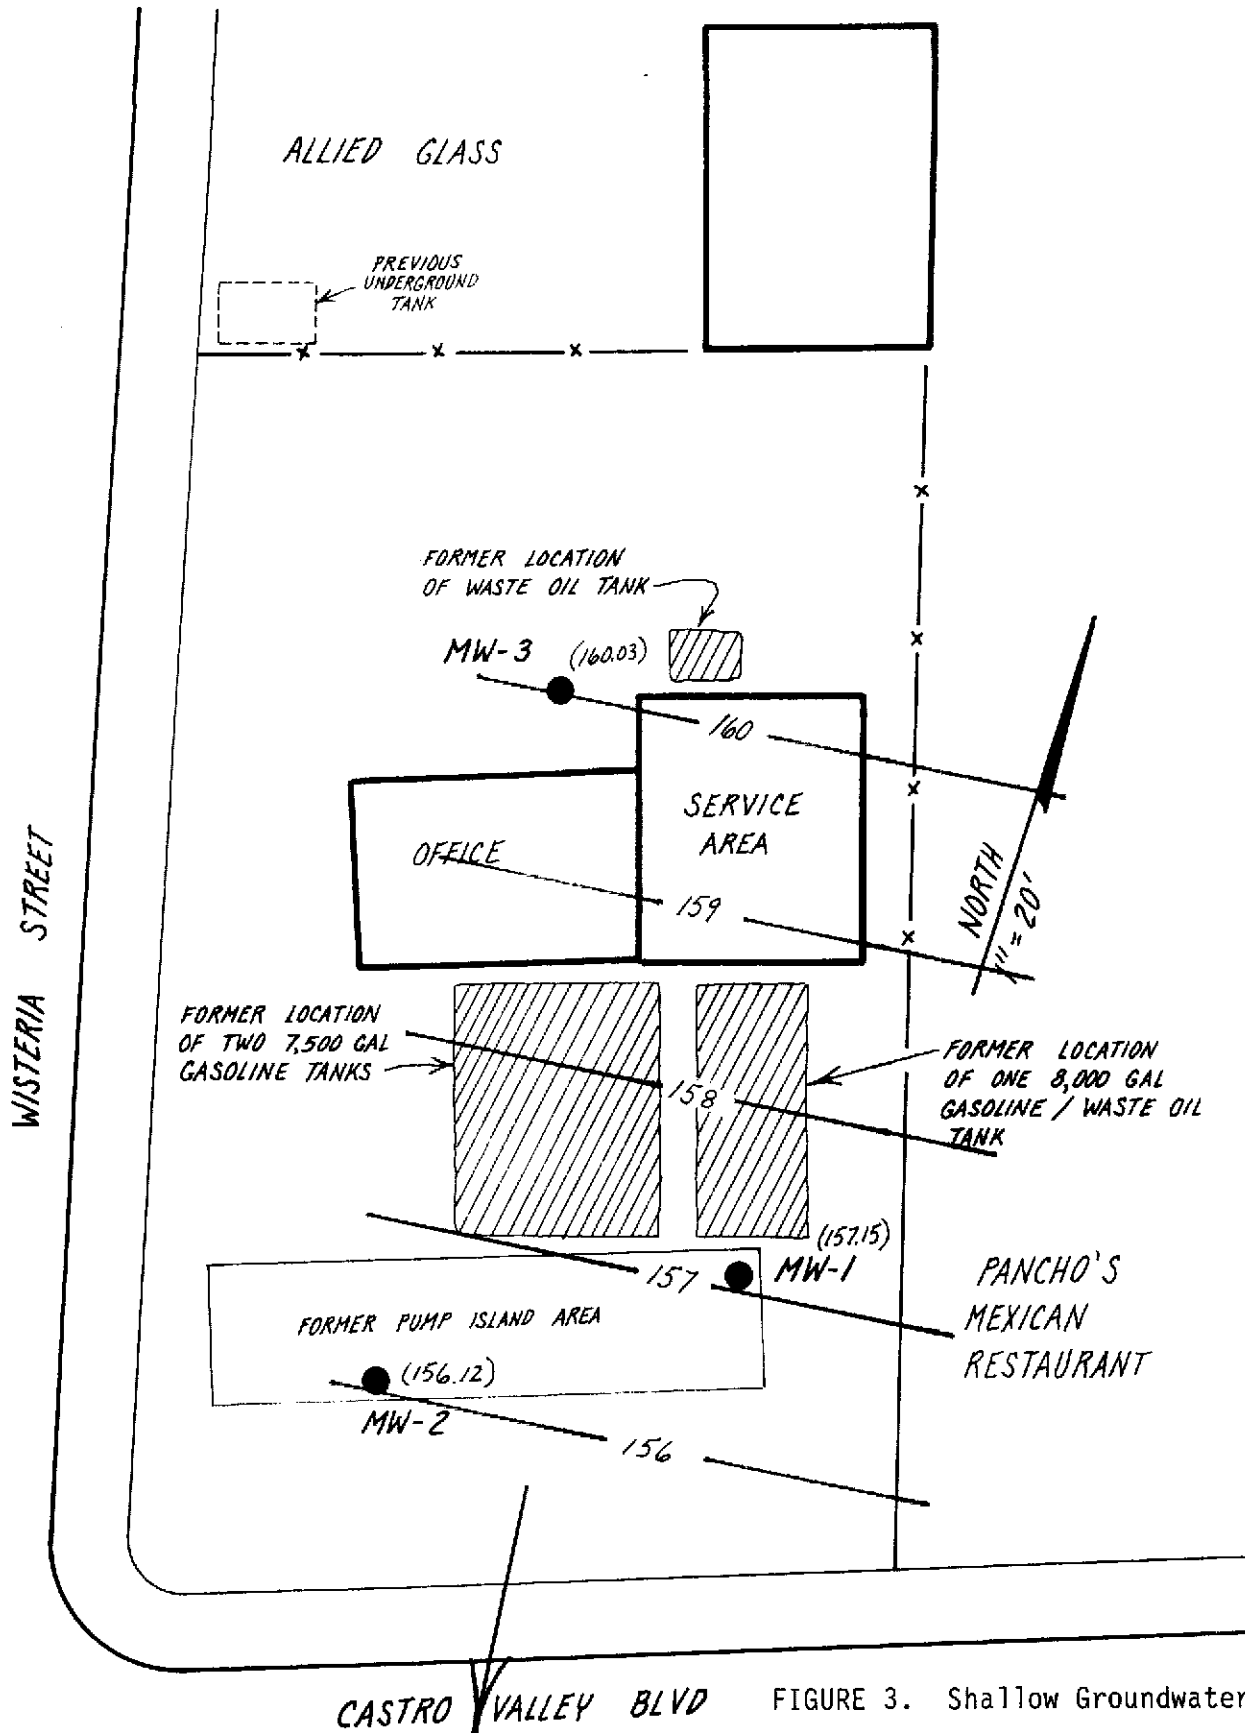 ALLIED GLASS
PREVIOUS
UNDERGROUND
TANK
x x x
x
FORMER LOCATION
OF WASTE OIL TANK
x
MW-3 (160.03)
160
x
SERVICE
AREA
OFFICE
159
x
NORTH
1" = 20'
WISTERIA STREET
FORMER LOCATION
OF TWO 7,500 GAL
GASOLINE TANKS
158
FORMER LOCATION
OF ONE 8,000 GAL
GASOLINE / WASTE OIL
TANK
(157.15)
MW-1
157
PANCHO'S
MEXICAN
RESTAURANT
FORMER PUMP ISLAND AREA
(156.12)
MW-2
156
CASTRO VALLEY BLVD
FIGURE 3. Shallow Groundwater